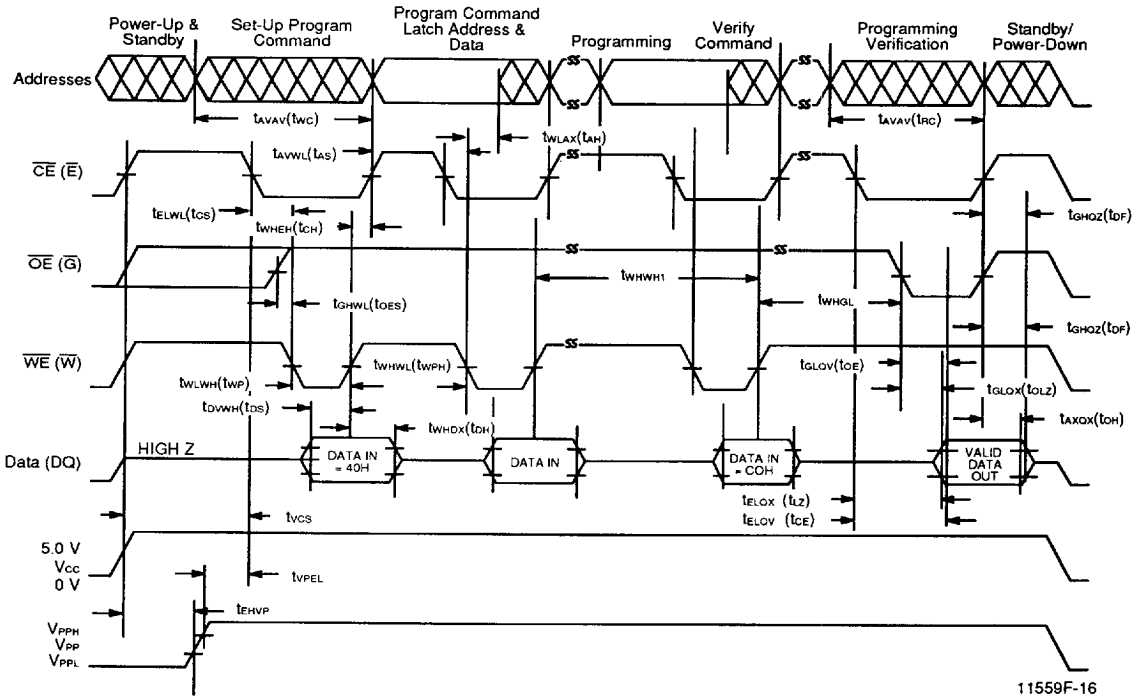 Power-Up &
Standby
Set-Up Program
Command
Program Command
Latch Address &
Data
Programming
Verify
Command
Programming
Verification
Standby/
Power-Down
Addresses
tAVAV(tWC)
tAVAV(tRC)
tWLAX(tAH)
tAVWL(tAS)
CE (E)
tELWL(tCS)
tWHEH(tCH)
tGHQZ(tDF)
OE (G)
tWHWH1
tGHWL(tOES)
tWHGL
tGHQZ(tDF)
WE (W)
tWHWL(tWPH)
tGLQV(tOE)
tWLWH(tWP)
tGLQX(tOLZ)
tDVWH(tDS)
tWHDX(tDH)
tAXQX(tOH)
Data (DQ)
HIGH Z
DATA IN
= 40H
DATA IN
DATA IN
= COH
VALID
DATA
OUT
tELQX (tLZ)
tELQV (tCE)
tVCS
5.0 V
VCC
0 V
tVPEL
tEHVP
VPPH
VPP
VPPL
11559F-16